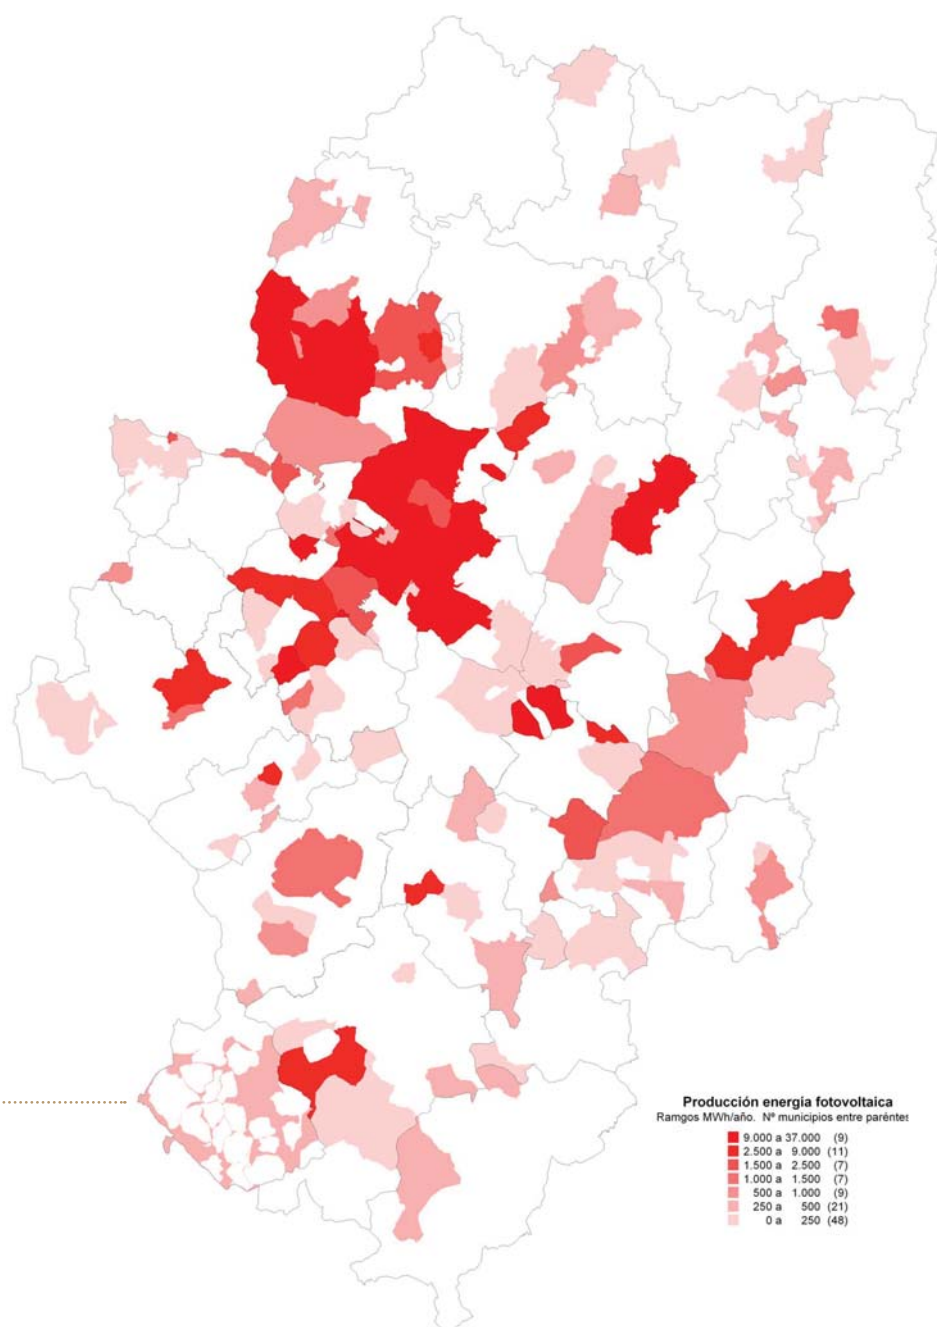 Producción energía fotovoltaica
Ramgos MWh/año. Nº municipios entre paréntes
9.000 a 37.000 (9)
2.500 a 9.000 (11)
1.500 a 2.500 (7)
1.000 a 1.500 (7)
500 a 1.000 (9)
250 a 500 (21)
0 a 250 (48)